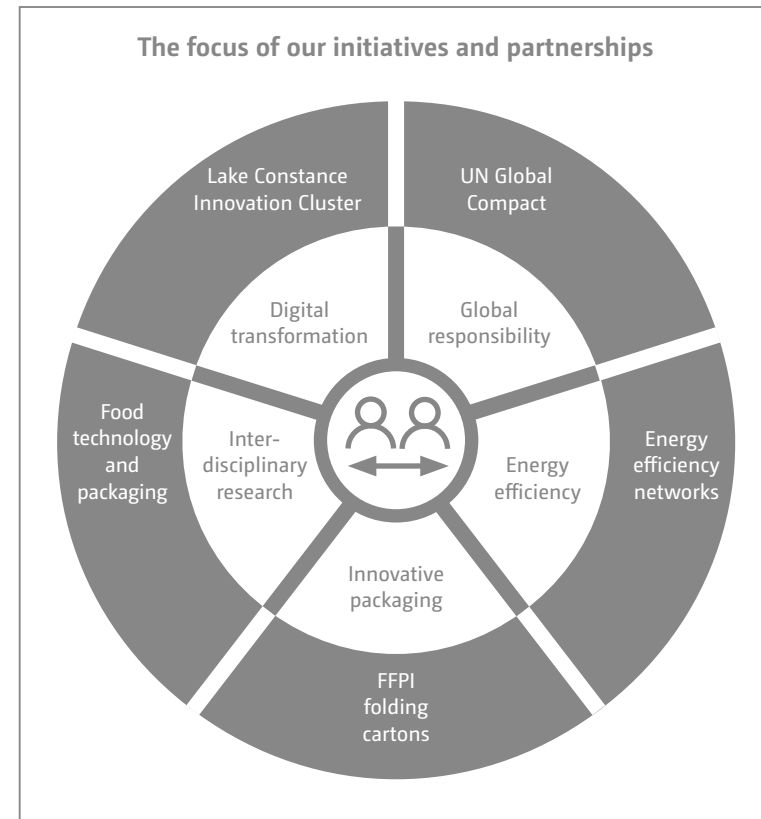 The focus of our initiatives and partnerships
Lake Constance
Innovation Cluster
UN Global
Compact
Digital
transformation
Global
responsibility
Food
technology
and
packaging
Inter-
disciplinary
research
Energy
efficiency
Energy
efficiency
networks
Innovative
packaging
FFPI
folding
cartons